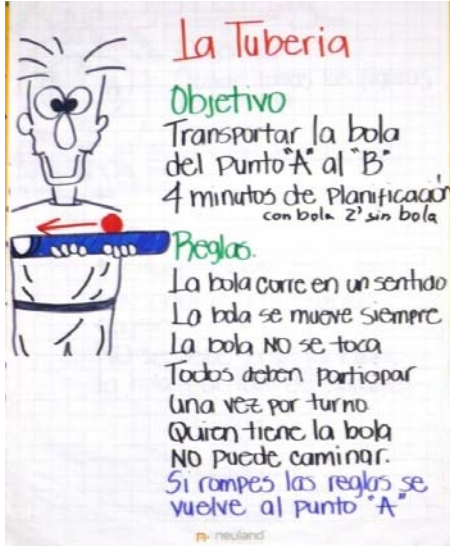 La Tuberia
Objetivo
Transportar la bola
del Punto "A" al "B"
4 minutos de Planificación
con bola 2' sin bola
Reglas.
La bola corre en un sentido
La bola se mueve siempre
La bola NO se toca
Todos deben participar
una vez por turno
Quien tiene la bola
NO Puede caminar.
Si rompes las reglas se
vuelve al punto "A"
neuland